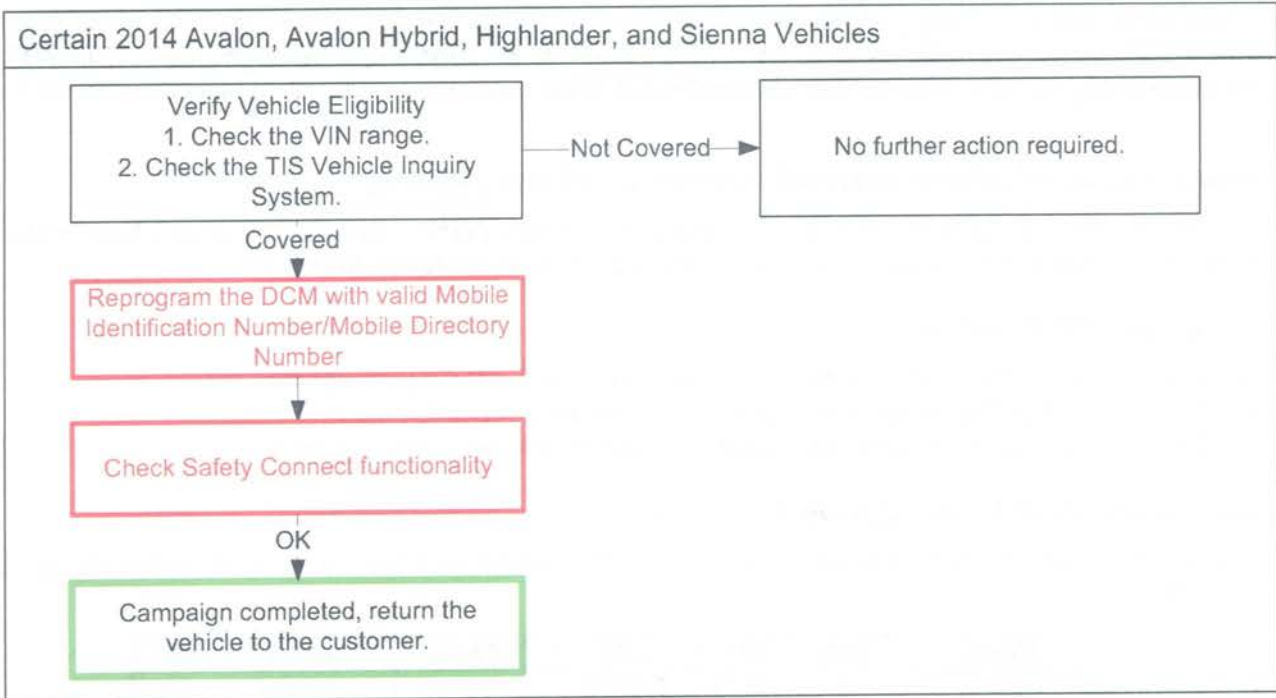 Certain 2014 Avalon, Avalon Hybrid, Highlander, and Sienna Vehicles
Verify Vehicle Eligibility
1. Check the VIN range.
2. Check the TIS Vehicle Inquiry
System.
Not Covered
No further action required.
Covered
Reprogram the DCM with valid Mobile
Identification Number/Mobile Directory
Number
Check Safety Connect functionality
OK
Campaign completed, return the
vehicle to the customer.